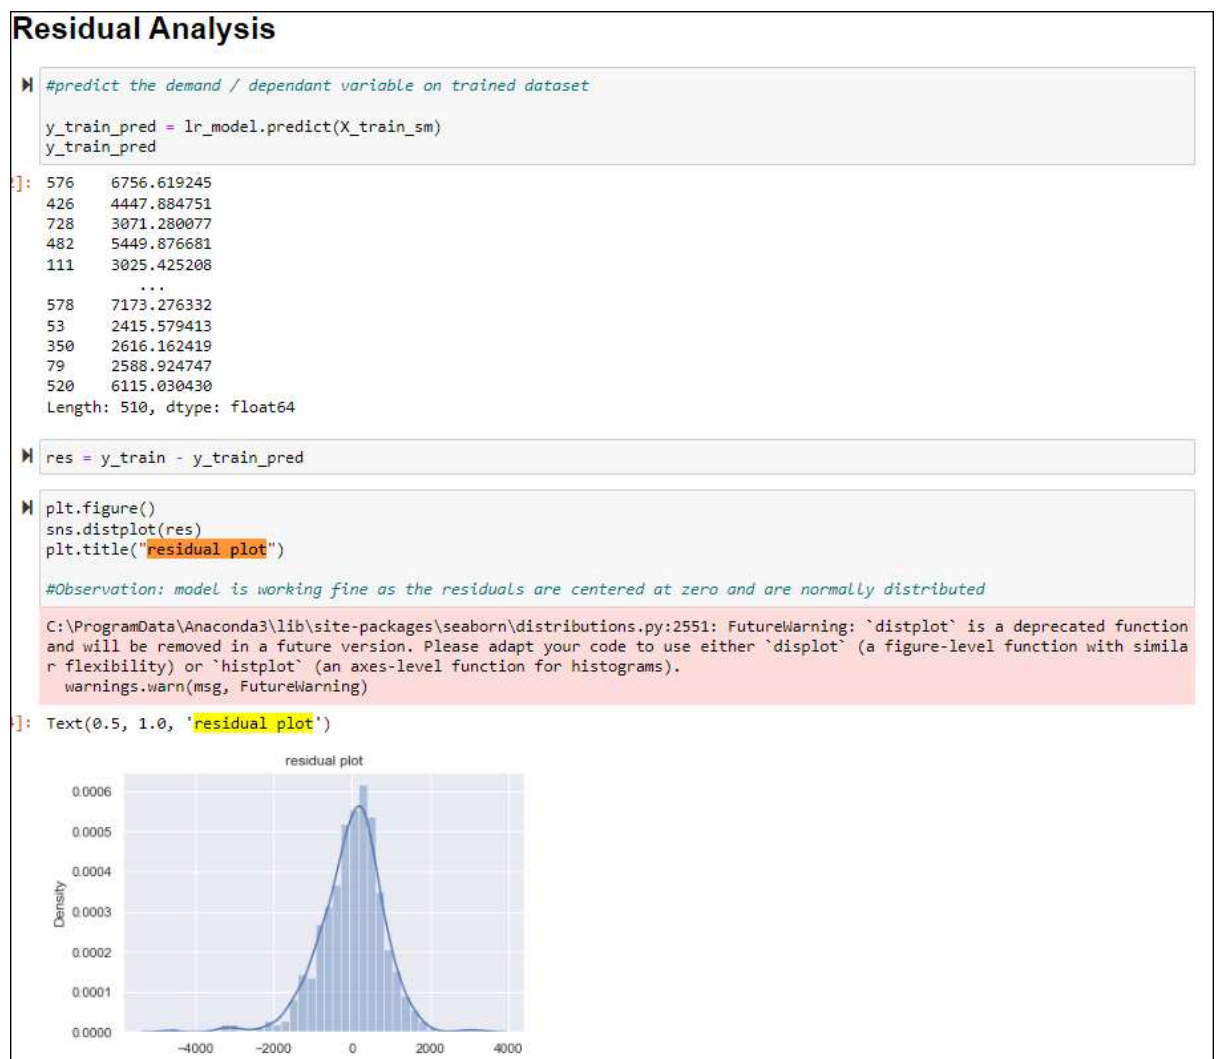 Residual Analysis
#predict the demand / dependant variable on trained dataset
y_train_pred = lr_model.predict(X_train_sm)
y_train_pred
]: 576 6756.619245
426 4447.884751
728 3071.280077
482 5449.876681
111 3025.425208
...
578 7173.276332
53 2415.579413
350 2616.162419
79 2588.924747
520 6115.030430
Length: 510, dtype: float64
res = y_train - y_train_pred
plt.figure()
sns.distplot(res)
plt.title("residual plot")
#Observation: model is working fine as the residuals are centered at zero and are normally distributed
C:\ProgramData\Anaconda3\lib\site-packages\seaborn\distributions.py:2551: FutureWarning: `distplot` is a deprecated function
and will be removed in a future version. Please adapt your code to use either `displot` (a figure-level function with simila
r flexibility) or `histplot` (an axes-level function for histograms).
warnings.warn(msg, FutureWarning)
]: Text(0.5, 1.0, 'residual plot')
residual plot
0.0006
0.0005
0.0004
0.0003
0.0002
0.0001
0.0000
Density
−4000 −2000 0 2000 4000